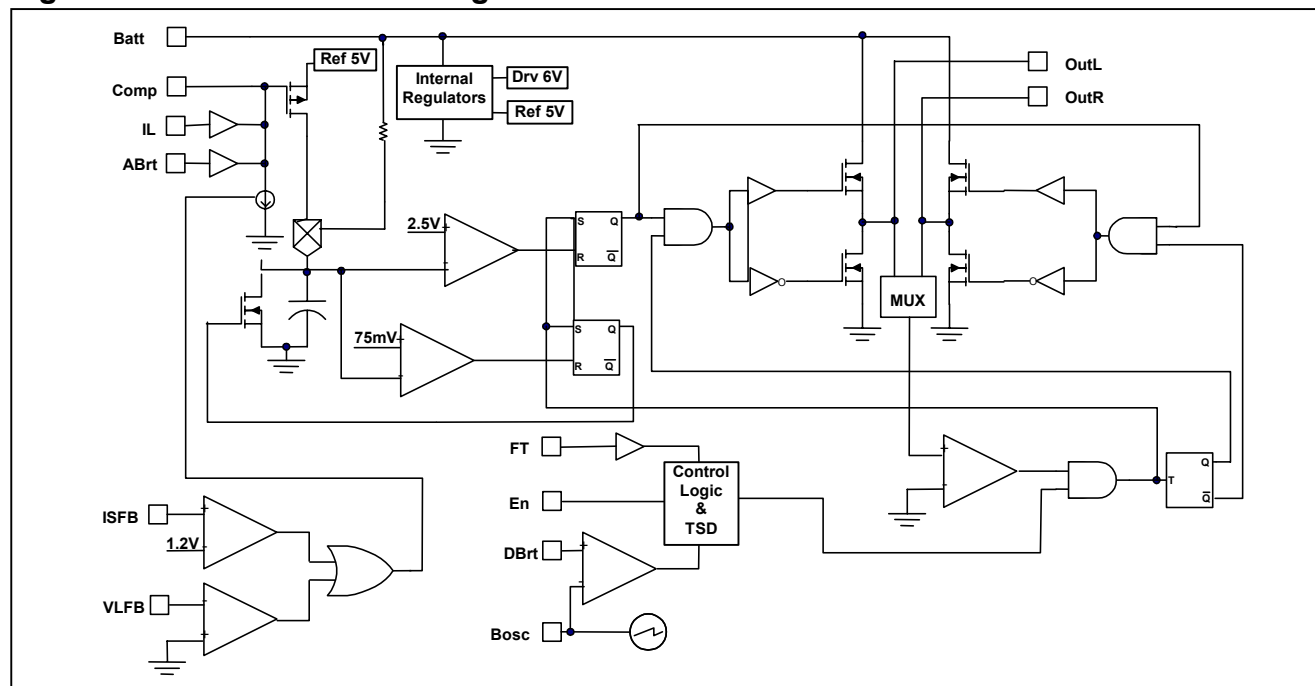 Batt
Ref 5V
Comp
Internal
Regulators
Drv 6V
Ref 5V
OutL
OutR
IL
ABrt
2.5V
+
-
S
Q
R
Q
75mV
+
-
S
Q
R
Q
MUX
FT
Control
Logic
&
TSD
En
+
-
T
Q
Q
ISFB
+
1.2V
-
DBrt
+
-
VLFB
-
+
Bosc